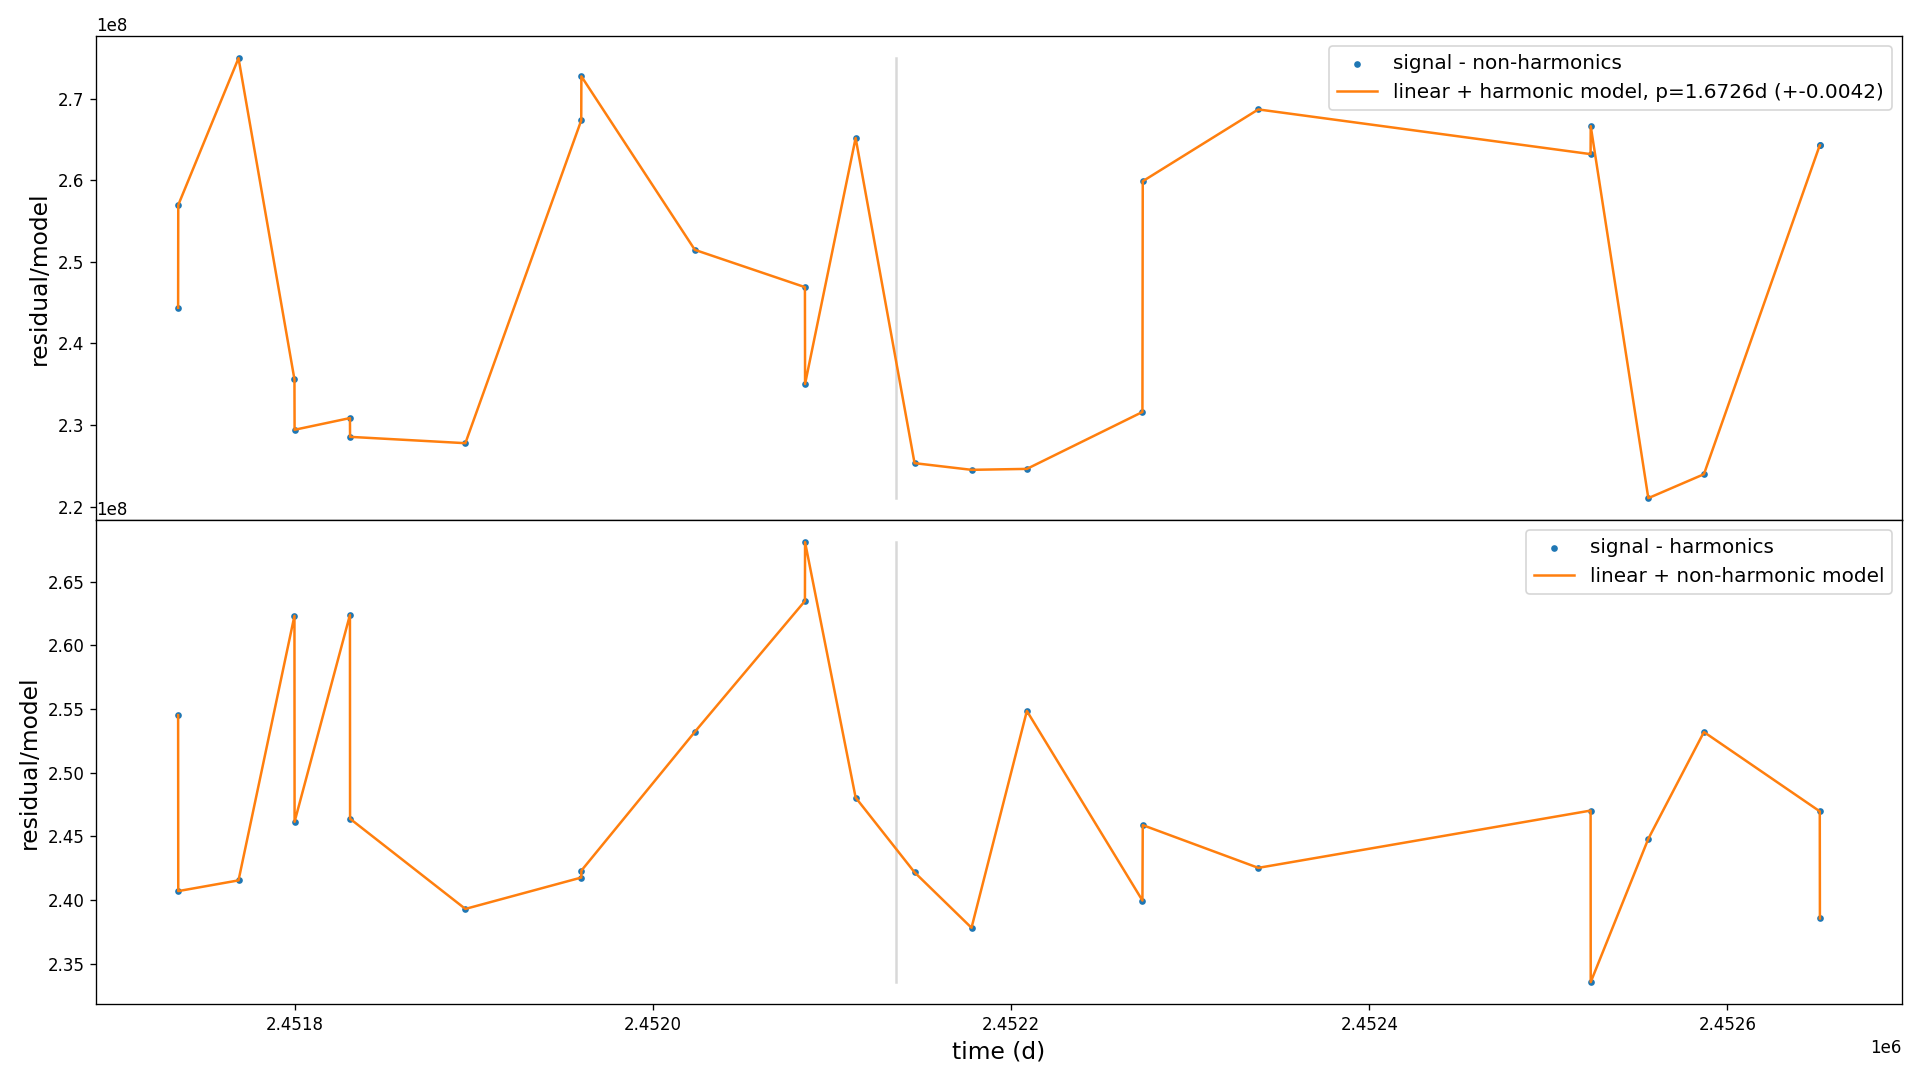 1e8
signal - non-harmonics
linear + harmonic model, p=1.6726d (+-0.0042)
2.7
2.6
2.5
2.4
2.3
2.2
residual/model
1e8
signal - harmonics
linear + non-harmonic model
2.65
2.60
2.55
2.50
2.45
2.40
2.35
residual/model
2.4518
2.4520
2.4522
2.4524
2.4526
time (d)
1e6